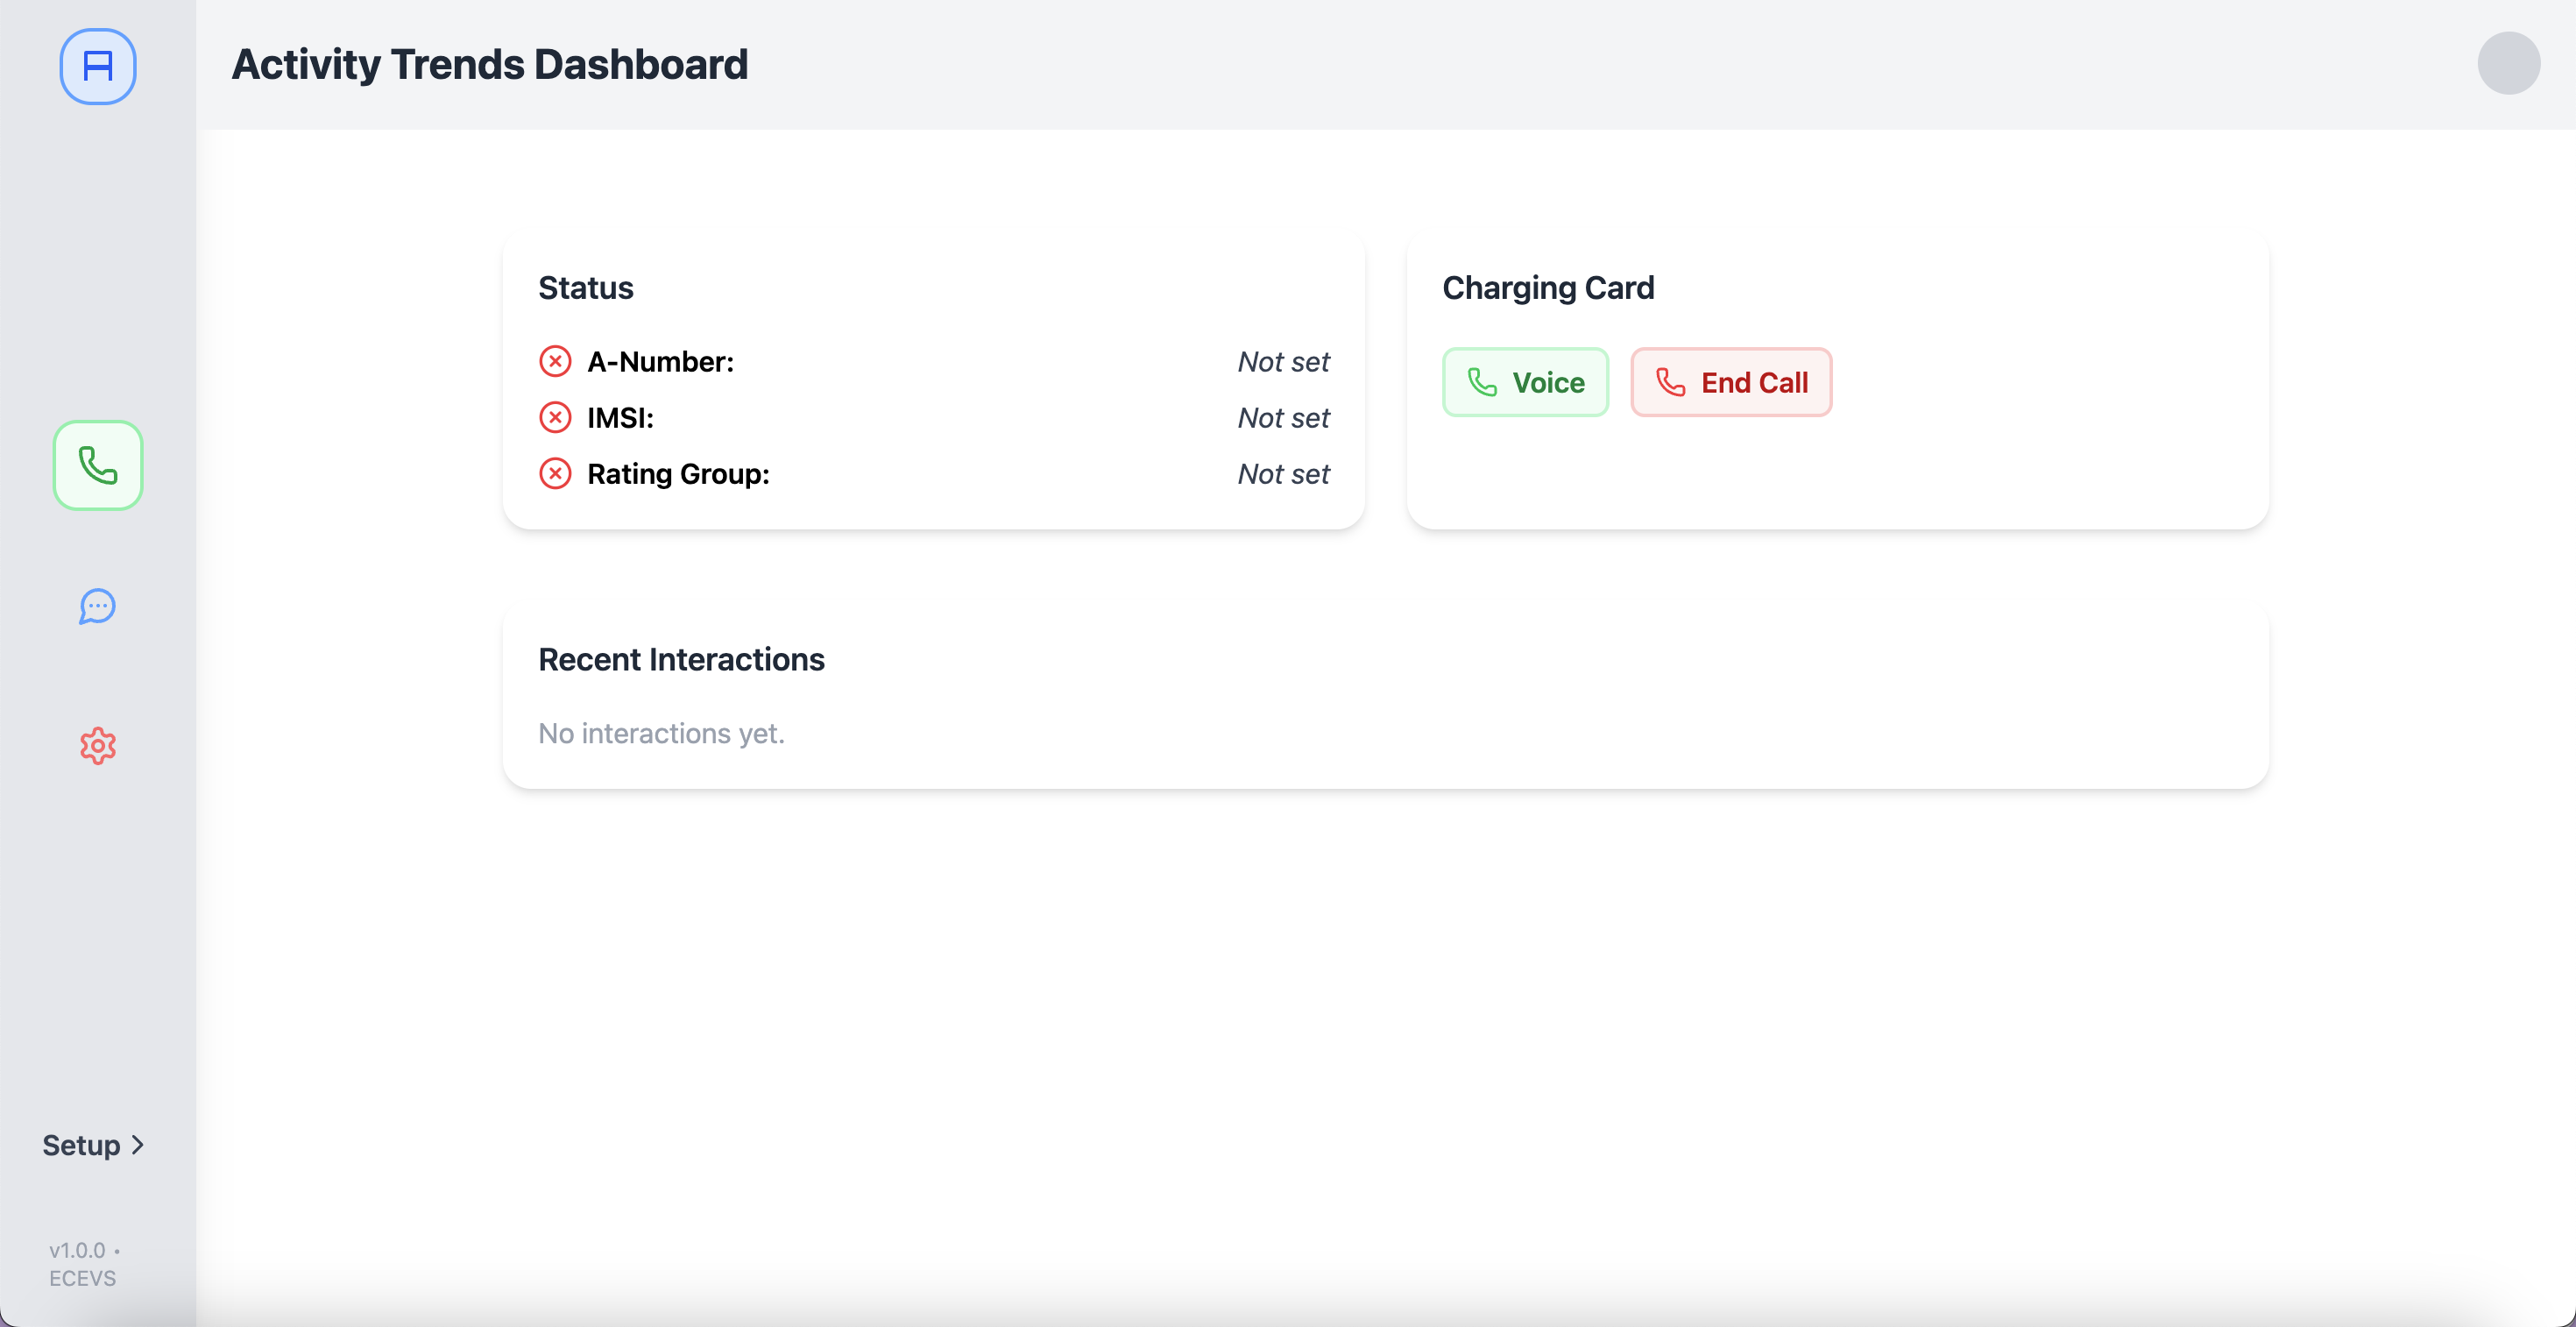 Activity Trends Dashboard
Status
A-Number: Not set
IMSI: Not set
Rating Group: Not set
Charging Card
Voice
End Call
Recent Interactions
No interactions yet.
Setup
v1.0.0 •
ECEVS